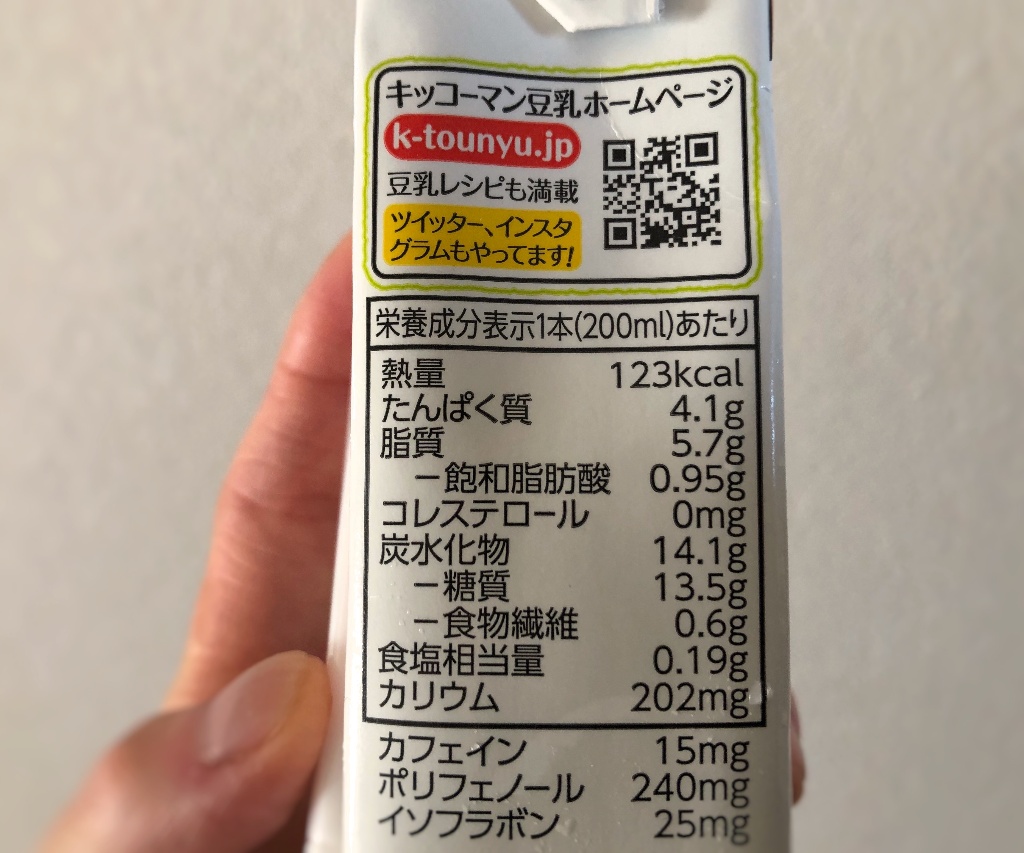 キッコーマン豆乳ホームページ
k-tounyu.jp
豆乳レシピも満載
ツイッター、インスタ
グラムもやってます!
栄養成分表示1本(200ml)あたり
熱量 123kcal
たんぱく質 4.1g
脂質 5.7g
－飽和脂肪酸 0.95g
コレステロール 0mg
炭水化物 14.1g
－糖質 13.5g
－食物繊維 0.6g
食塩相当量 0.19g
カリウム 202mg
カフェイン 15mg
ポリフェノール 240mg
イソフラボン 25mg